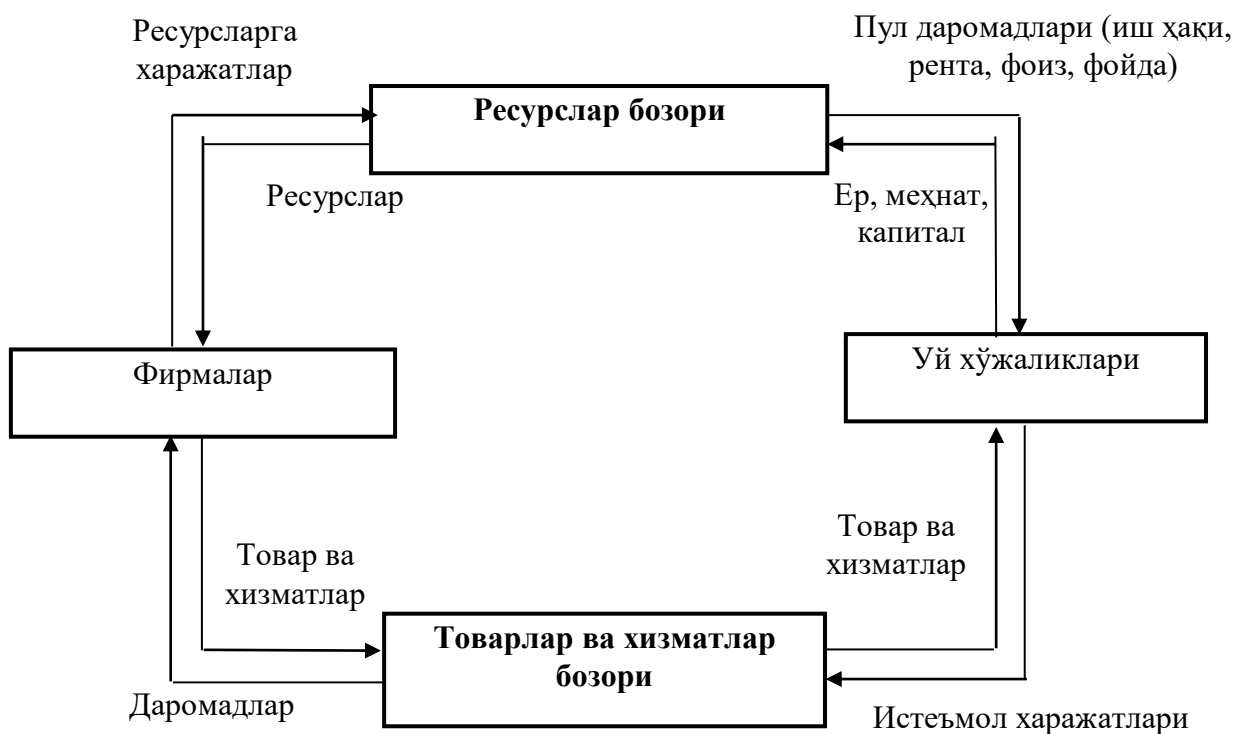 Ресурсларга
харажатлар
Пул даромадлари (иш ҳақи,
рента, фоиз, фойда)
Ресурслар бозори
Ресурслар
Ер, меҳнат,
капитал
Фирмалар
Уй хўжаликлари
Товар ва
хизматлар
Товар ва
хизматлар
Товарлар ва хизматлар
бозори
Даромадлар
Истеъмол харажатлари